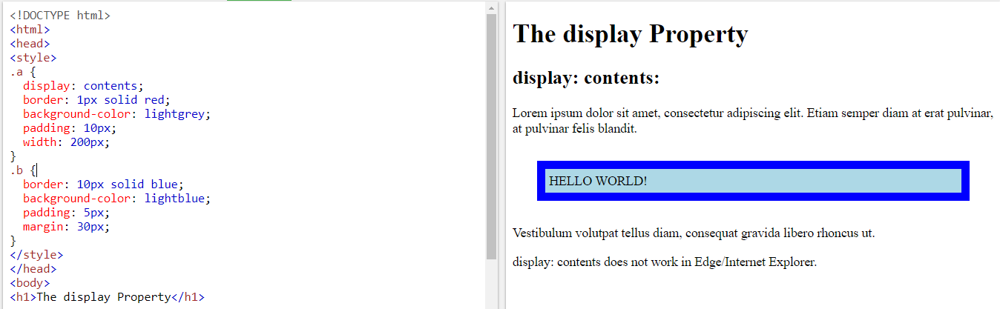 <!DOCTYPE html>
<html>
<head>
<style>
.a {
  display: contents;
  border: 1px solid red;
  background-color: lightgrey;
  padding: 10px;
  width: 200px;
}
.b {
  border: 10px solid blue;
  background-color: lightblue;
  padding: 5px;
  margin: 30px;
}
</style>
</head>
<body>
<h1>The display Property</h1>
The display Property
display: contents:
Lorem ipsum dolor sit amet, consectetur adipiscing elit. Etiam semper diam at erat pulvinar,
at pulvinar felis blandit.
HELLO WORLD!
Vestibulum volutpat tellus diam, consequat gravida libero rhoncus ut.
display: contents does not work in Edge/Internet Explorer.